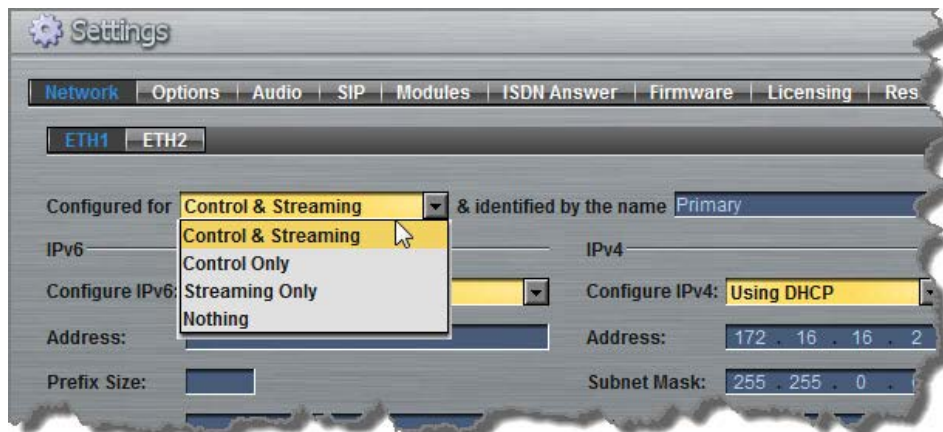 Settings
Network | Options | Audio | SIP | Modules | ISDN Answer | Firmware | Licensing |
ETH1 | ETH2
Configured for Control & Streaming & identified by the name Primary
Control & Streaming
Control Only
Streaming Only
Nothing
IPv6 IPv4
Configure IPv6: Configure IPv4: Using DHCP
Address: Address: 172 . 16 . 16 . 2
Prefix Size: Subnet Mask: 255 . 255 . 0 .